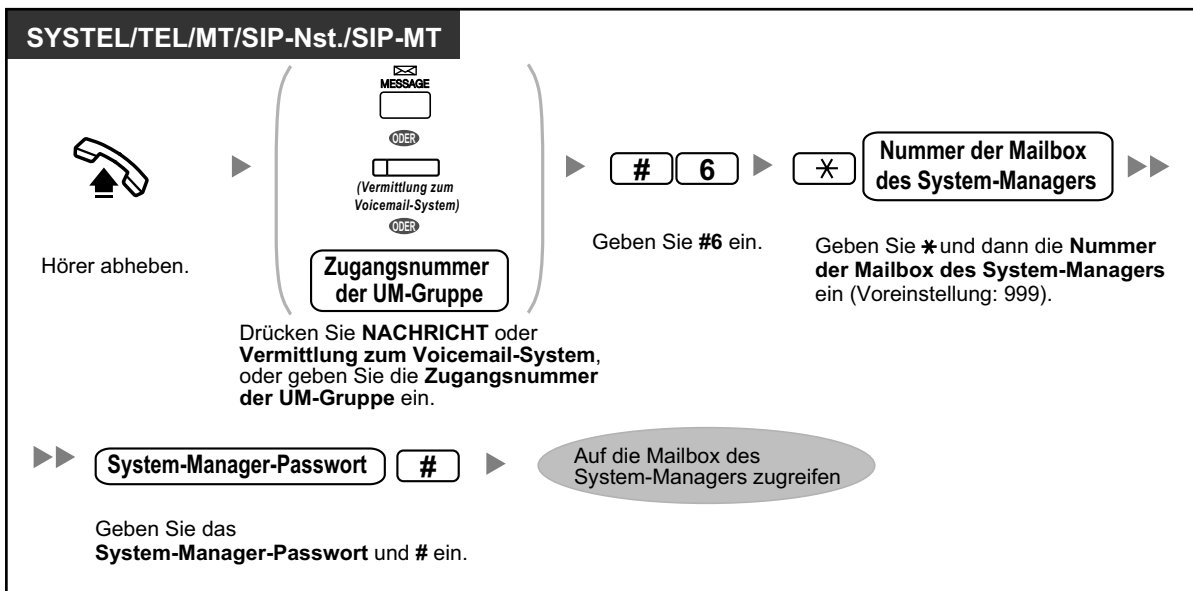 SYSTEL/TEL/MT/SIP-Nst./SIP-MT
Hörer abheben.
MESSAGE
ODER
(Vermittlung zum
Voicemail-System)
ODER
Zugangsnummer
der UM-Gruppe
Drücken Sie NACHRICHT oder
Vermittlung zum Voicemail-System,
oder geben Sie die Zugangsnummer
der UM-Gruppe ein.
# 6
Geben Sie #6 ein.
* Nummer der Mailbox
des System-Managers
Geben Sie * und dann die Nummer
der Mailbox des System-Managers
ein (Voreinstellung: 999).
System-Manager-Passwort #
Geben Sie das
System-Manager-Passwort und # ein.
Auf die Mailbox des
System-Managers zugreifen